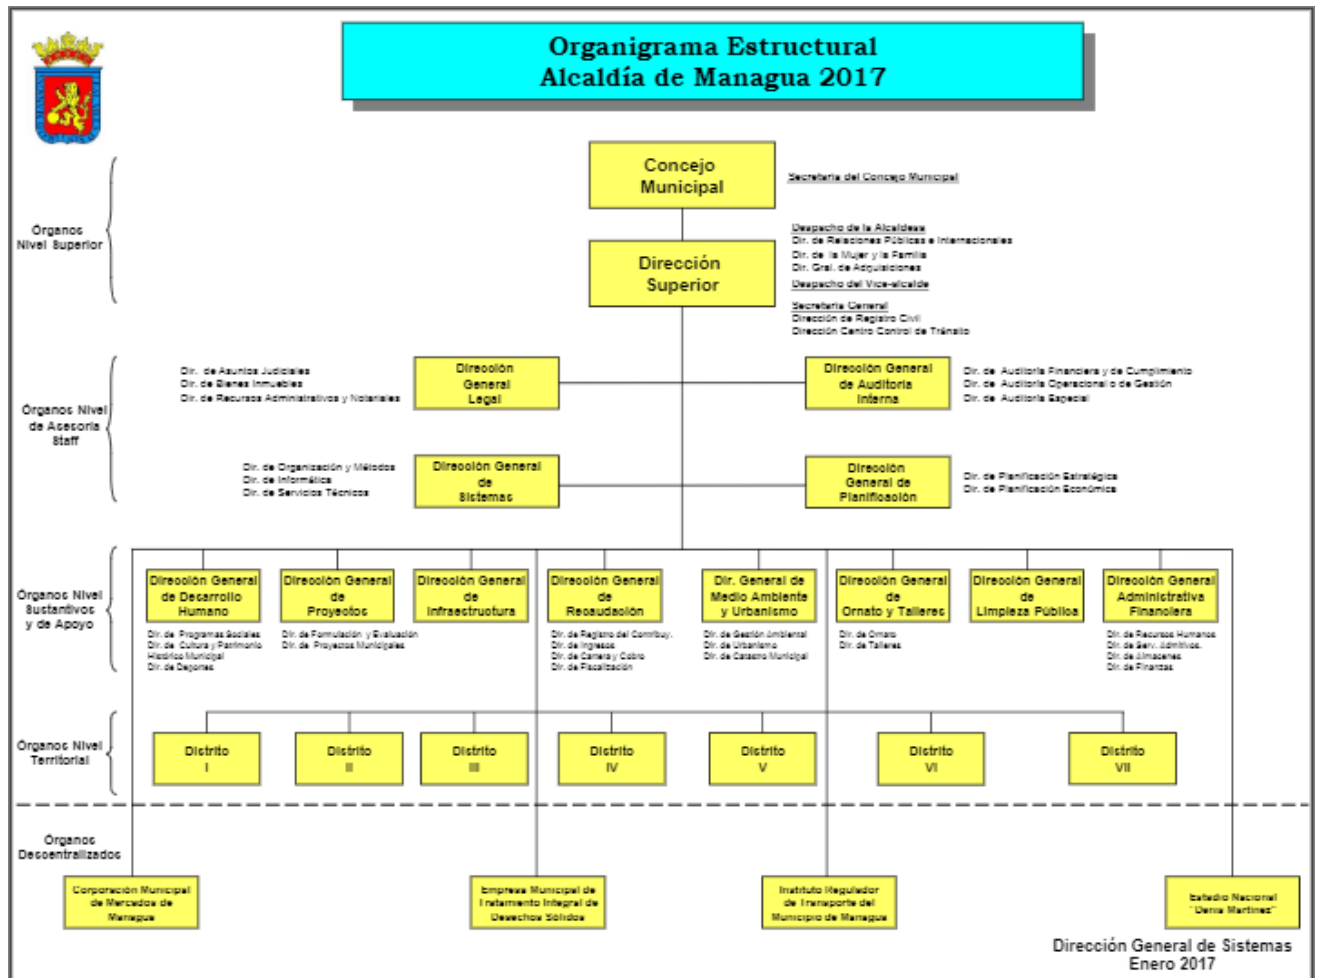 Organigrama Estructural
Alcaldía de Managua 2017
Concejo
Municipal
Secretaría del Concejo Municipal
Órganos
Nivel Superior
Dirección
Superior
Despacho de la Alcaldesa
Dir. de Relaciones Públicas e Internacionales
Dir. de la Mujer y la Familia
Dir. Gral. de Adquisiciones
Despacho del Vice-alcalde
Secretaría General
Dirección de Registro Civil
Dirección Centro Control de Tránsito
Órganos Nivel
de Asesoría
Staff
Dir. de Asuntos Judiciales
Dir. de Bienes Inmuebles
Dir. de Recursos Administrativos y Notariales
Dirección
General
Legal
Dirección General
de Auditoría
Interna
Dir. de Auditoría Financiera y de Cumplimiento
Dir. de Auditoría Operacional o de Gestión
Dir. de Auditoría Especial
Dir. de Organización y Métodos
Dir. de Informática
Dir. de Servicios Técnicos
Dirección General
de
Sistemas
Dirección
General de
Planificación
Dir. de Planificación Estratégica
Dir. de Planificación Económica
Órganos Nivel
Sustantivos
y de Apoyo
Dirección General
de Desarrollo
Humano
Dir. de Programas Sociales
Dir. de Cultura y Patrimonio
Histórico Municipal
Dir. de Deportes
Dirección General
de
Proyectos
Dir. de Formulación y Evaluación
Dir. de Proyectos Municipales
Dirección General
de
Infraestructura
Dirección General
de
Recaudación
Dir. de Registro del Contribuy.
Dir. de Ingresos
Dir. de Cartera y Cobro
Dir. de Fiscalización
Dir. General de
Medio Ambiente
y Urbanismo
Dir. de Gestión Ambiental
Dir. de Urbanismo
Dir. de Catastro Municipal
Dirección General
de
Ornato y Talleres
Dir. de Ornato
Dir. de Talleres
Dirección General
de
Limpieza Pública
Dirección General
Administrativa
Financiera
Dir. de Recursos Humanos
Dir. de Serv. Admitivos.
Dir. de Almacenes
Dir. de Finanzas
Órganos Nivel
Territorial
Distrito
I
Distrito
II
Distrito
III
Distrito
IV
Distrito
V
Distrito
VI
Distrito
VII
Órganos
Descentralizados
Corporación Municipal
de Mercados de
Managua
Empresa Municipal de
Tratamiento Integral de
Desechos Sólidos
Instituto Regulador
de Transporte del
Municipio de Managua
Estadio Nacional
"Denis Martínez"
Dirección General de Sistemas
Enero 2017